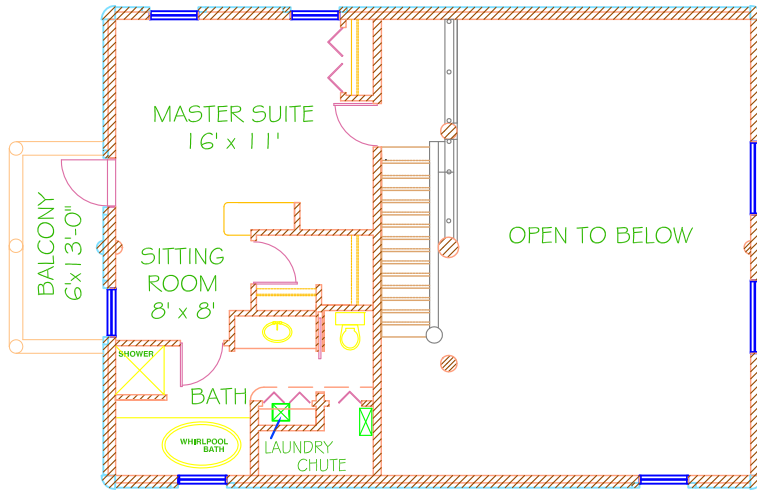 MASTER SUITE
16' x 11'
BALCONY
6'x13'-0"
SITTING
ROOM
8' x 8'
OPEN TO BELOW
SHOWER
BATH
WHIRLPOOL
BATH
LAUNDRY
CHUTE